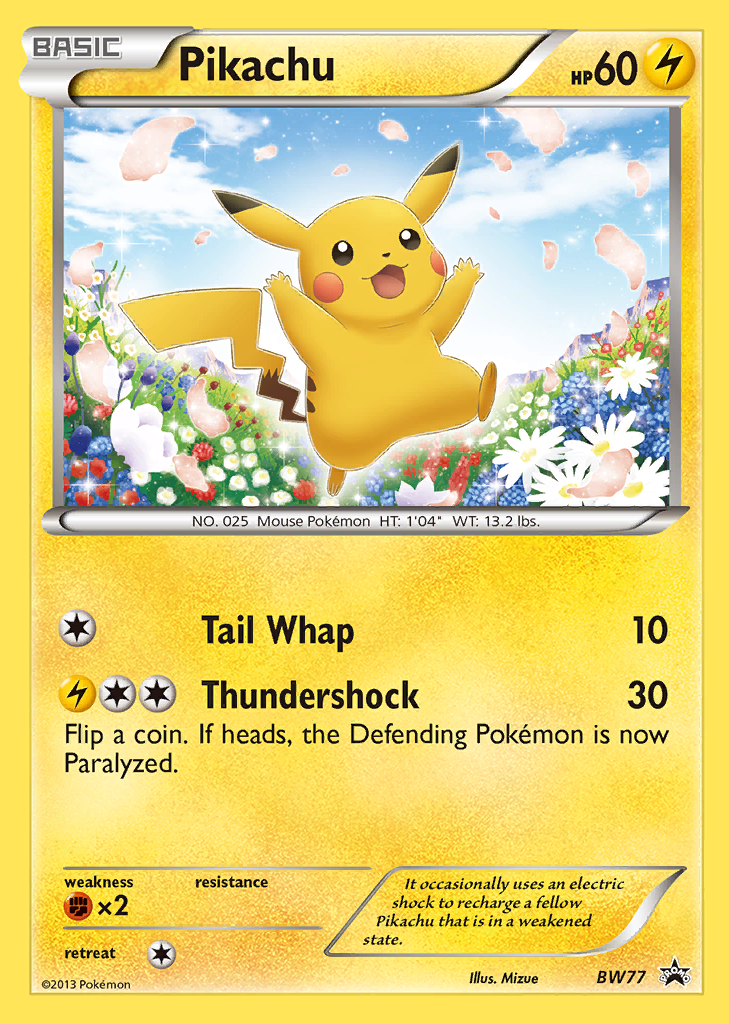 BASIC Pikachu HP60
NO. 025 Mouse Pokémon HT: 1'04" WT: 13.2 lbs.
Tail Whap 10
Thundershock 30
Flip a coin. If heads, the Defending Pokémon is now
Paralyzed.
weakness resistance
×2
It occasionally uses an electric
shock to recharge a fellow
Pikachu that is in a weakened
state.
retreat
©2013 Pokémon
Illus. Mizue BW77 PROMO